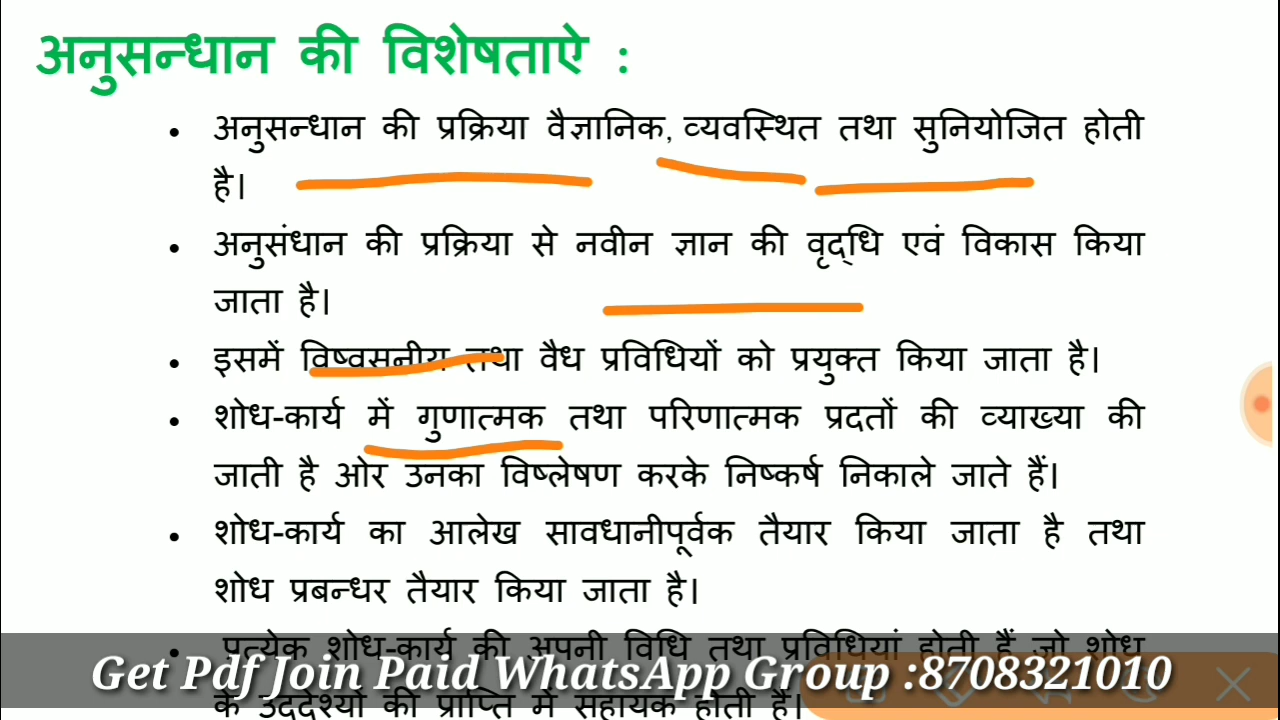 अनुसन्धान की विशेषताऐ :
• अनुसन्धान की प्रक्रिया वैज्ञानिक, व्यवस्थित तथा सुनियोजित होती
है।
• अनुसंधान की प्रक्रिया से नवीन ज्ञान की वृद्धि एवं विकास किया
जाता है।
• इसमें विष्वसनीय तथा वैध प्रविधियों को प्रयुक्त किया जाता है।
• शोध-कार्य में गुणात्मक तथा परिणात्मक प्रदतों की व्याख्या की
जाती है ओर उनका विष्लेषण करके निष्कर्ष निकाले जाते हैं।
• शोध-कार्य का आलेख सावधानीपूर्वक तैयार किया जाता है तथा
शोध प्रबन्धर तैयार किया जाता है।
• प्रत्येक शोध-कार्य की अपनी विधि तथा प्रविधियां होती हैं जो शोध
Get Pdf Join Paid WhatsApp Group :8708321010
के उद्देश्यों की प्राप्ति में सहायक होती हैं।